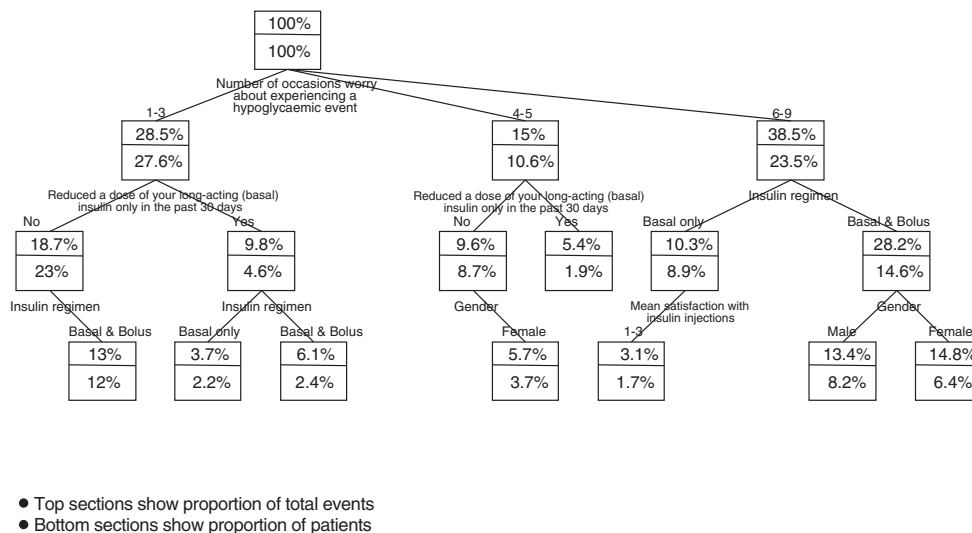 100%
100%
Number of occasions worry
about experiencing a
hypoglycaemic event
1-3
4-5
6-9
28.5%
27.6%
15%
10.6%
38.5%
23.5%
Reduced a dose of your long-acting (basal)
insulin only in the past 30 days
Reduced a dose of your long-acting (basal)
insulin only in the past 30 days
Insulin regimen
No
Yes
No
Yes
Basal only
Basal & Bolus
18.7%
23%
9.8%
4.6%
9.6%
8.7%
5.4%
1.9%
10.3%
8.9%
28.2%
14.6%
Insulin regimen
Insulin regimen
Gender
Mean satisfaction with
insulin injections
Gender
Basal & Bolus
Basal only
Basal & Bolus
Female
1-3
Male
Female
13%
12%
3.7%
2.2%
6.1%
2.4%
5.7%
3.7%
3.1%
1.7%
13.4%
8.2%
14.8%
6.4%
● Top sections show proportion of total events
● Bottom sections show proportion of patients